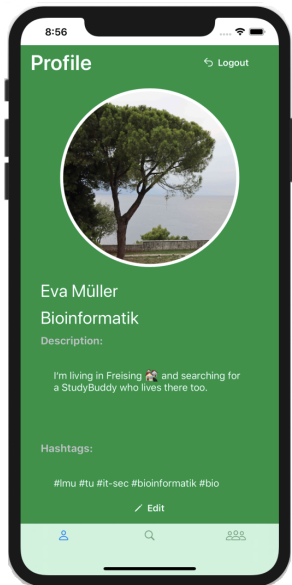 8:56
Profile
Logout
Eva Müller
Bioinformatik
Description:
I'm living in Freising 🏘️ and searching for
a StudyBuddy who lives there too.
Hashtags:
#lmu #tu #it-sec #bioinformatik #bio
Edit